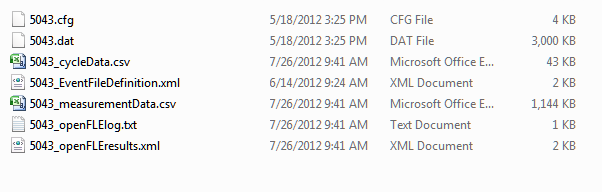 5043.cfg 5/18/2012 3:25 PM CFG File 4 KB
5043.dat 5/18/2012 3:25 PM DAT File 3,000 KB
5043_cycleData.csv 7/26/2012 9:41 AM Microsoft Office E... 43 KB
5043_EventFileDefinition.xml 6/14/2012 9:24 AM XML Document 2 KB
5043_measurementData.csv 7/26/2012 9:41 AM Microsoft Office E... 1,144 KB
5043_openFLElog.txt 7/26/2012 9:41 AM Text Document 1 KB
5043_openFLEresults.xml 7/26/2012 9:41 AM XML Document 2 KB